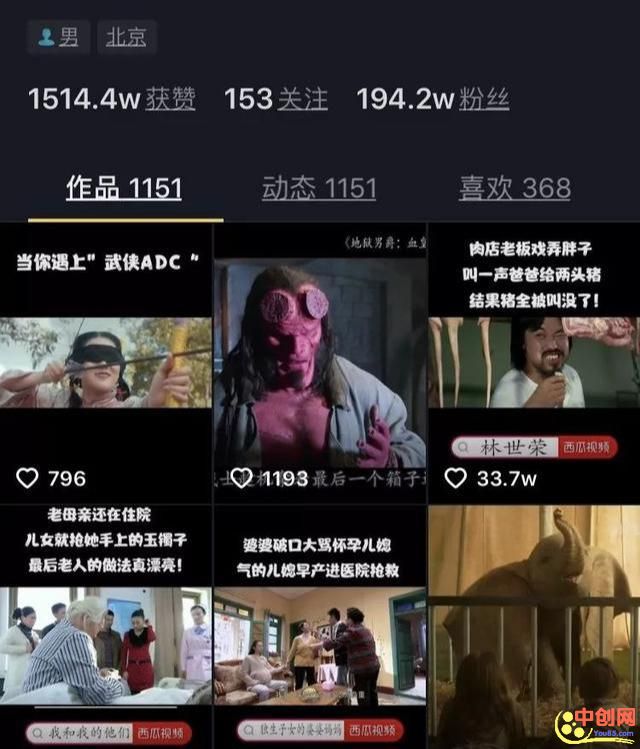 男 北京
1514.4w获赞 153关注 194.2w粉丝
作品 1151 动态 1151 喜欢 368
当你遇上"武侠ADC "
796
《地狱男爵：血皇
1193
最后一个箱子
肉店老板戏弄胖子
叫一声爸爸给两头猪
结果猪全被叫没了！
林世荣 西瓜视频
33.7w
老母亲还在住院
儿女就抢她手上的玉镯子
最后老人的做法真漂亮！
我和我的他们 西瓜视频
婆婆破口大骂怀孕儿媳
气的儿媳早产进医院抢救
独生子女的婆婆妈妈 西瓜视频
中创网
You85.com